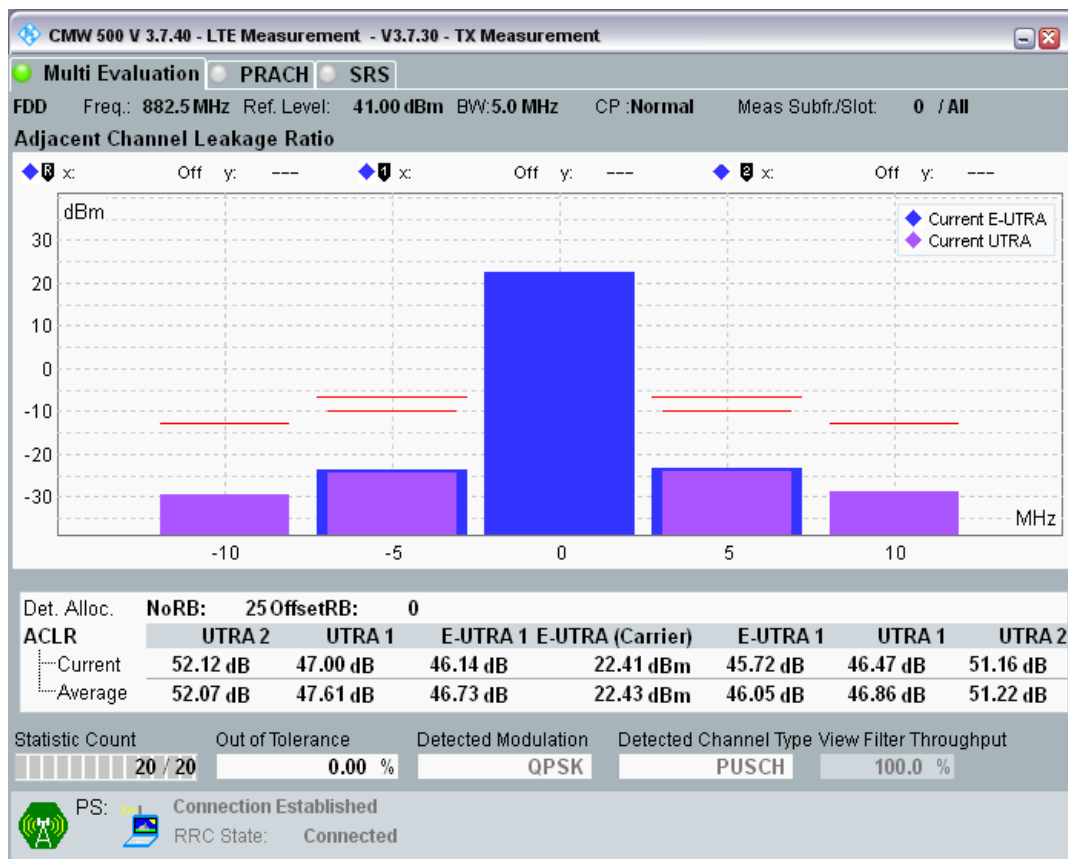 CMW 500 V 3.7.40 - LTE Measurement - V3.7.30 - TX Measurement
Multi Evaluation PRACH SRS
FDD Freq.: 882.5 MHz Ref. Level: 41.00 dBm BW:5.0 MHz CP :Normal Meas Subfr./Slot: 0 / All
Adjacent Channel Leakage Ratio
R x: Off y: --- 1 x: Off y: --- 2 x: Off y: ---
dBm
Current E-UTRA
Current UTRA
30
20
10
0
-10
-20
-30
MHz
-10 -5 0 5 10
Det. Alloc. NoRB: 25 OffsetRB: 0
ACLR UTRA 2 UTRA 1 E-UTRA 1 E-UTRA (Carrier) E-UTRA 1 UTRA 1 UTRA 2
Current 52.12 dB 47.00 dB 46.14 dB 22.41 dBm 45.72 dB 46.47 dB 51.16 dB
Average 52.07 dB 47.61 dB 46.73 dB 22.43 dBm 46.05 dB 46.86 dB 51.22 dB
Statistic Count Out of Tolerance Detected Modulation Detected Channel Type View Filter Throughput
20 / 20 0.00 % QPSK PUSCH 100.0 %
PS: Connection Established
RRC State: Connected